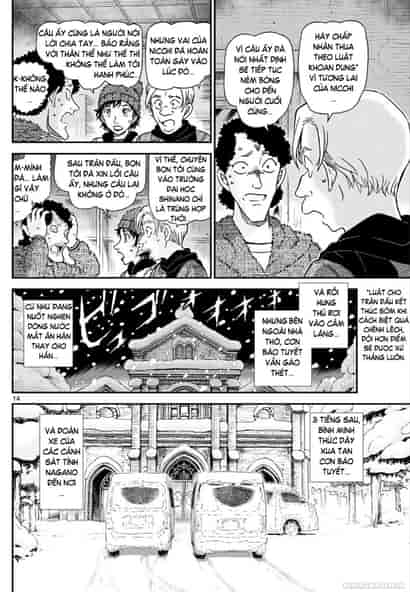 CẬU ẤY CŨNG LÀ NGƯỜI NÓI
LỜI CHIA TAY... BẢO RẰNG
VỚI THÂN THỂ NHƯ THẾ THÌ
KHÔNG THỂ LÀM TÔI
HẠNH PHÚC...
K-KHÔNG
THỂ NÀO
...
NHƯNG VAI
CỦA NICCHI
ĐÃ HOÀN
TOÀN GÃY
VÀO
LÚC ĐÓ...
VÌ CẬU ẤY ĐÃ
NÓI NHẤT ĐỊNH
SẼ TIẾP TỤC
NÉM BÓNG
CHO ĐẾN
NGƯỜI CUỐI
CÙNG...
HÃY CHẤP
NHẬN THUA
THEO LUẬT
KHOAN DUNG*
VÌ TƯƠNG LAI
CỦA NICCHI
...
M-MÌNH
ĐÃ... LÀM
GÌ VẬY
CHỨ
SAU TRẬN ĐẤU, BỌN
TÔI ĐÃ XIN LỖI CẬU
ẤY, NHƯNG CÂU LẠI
KHÔNG Ở ĐÓ...
VÌ THẾ, CHUYỆN
BỌN TÔI CÙNG
VÀO TRƯỜNG
ĐẠI HỌC
SHINANO CHỈ
LÀ TRÙNG HỢP
THÔI
CỨ NHƯ ĐANG
NUỐT NGHẸN
DÒNG NƯỚC
MẮT ÂN HẬN
THAY CHO
HẮN...
NHƯNG BÊN
NGOÀI NHÀ
THỜ, CƠN
BÃO TUYẾT
VẪN GÀO
THÉT...
VÀ RỒI
HUNG
THỦ RƠI
VÀO CÂM
LẶNG...
*LUẬT CHO
TRẬN ĐẤU KẾT
THÚC SỚM KHI
CÁCH BIỆT QUÁ
CHÊNH LỆCH,
ĐỘI HƠN ĐIỂM
SẼ ĐƯỢC XỬ
THẮNG LUÔN.
14
VÀ ĐOÀN
XE CỦA
CÁC CẢNH
SÁT TỈNH
NAGANO
ĐẾN NƠI
...
3 TIẾNG SAU,
BÌNH MINH
THỨC DẬY
XUA TAN
CƠN BÃO
TUYẾT...